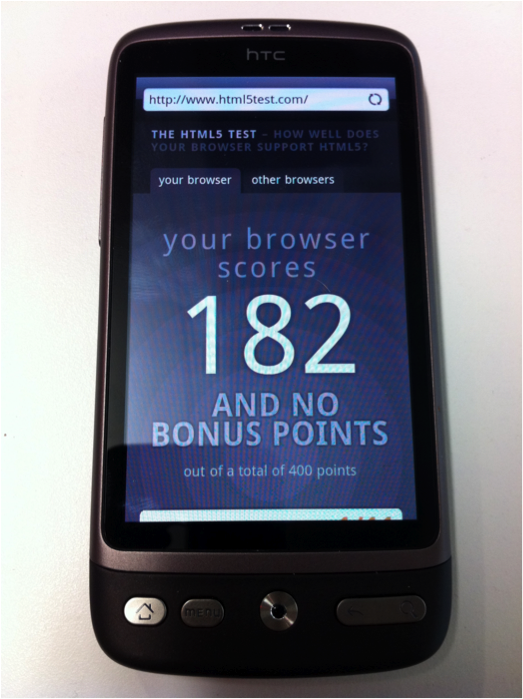 hTC
http://www.html5test.com/
THE HTML5 TEST – HOW WELL DOES
YOUR BROWSER SUPPORT HTML5?
your browser other browsers
your browser
scores
182
AND NO
BONUS POINTS
out of a total of 400 points
MENU